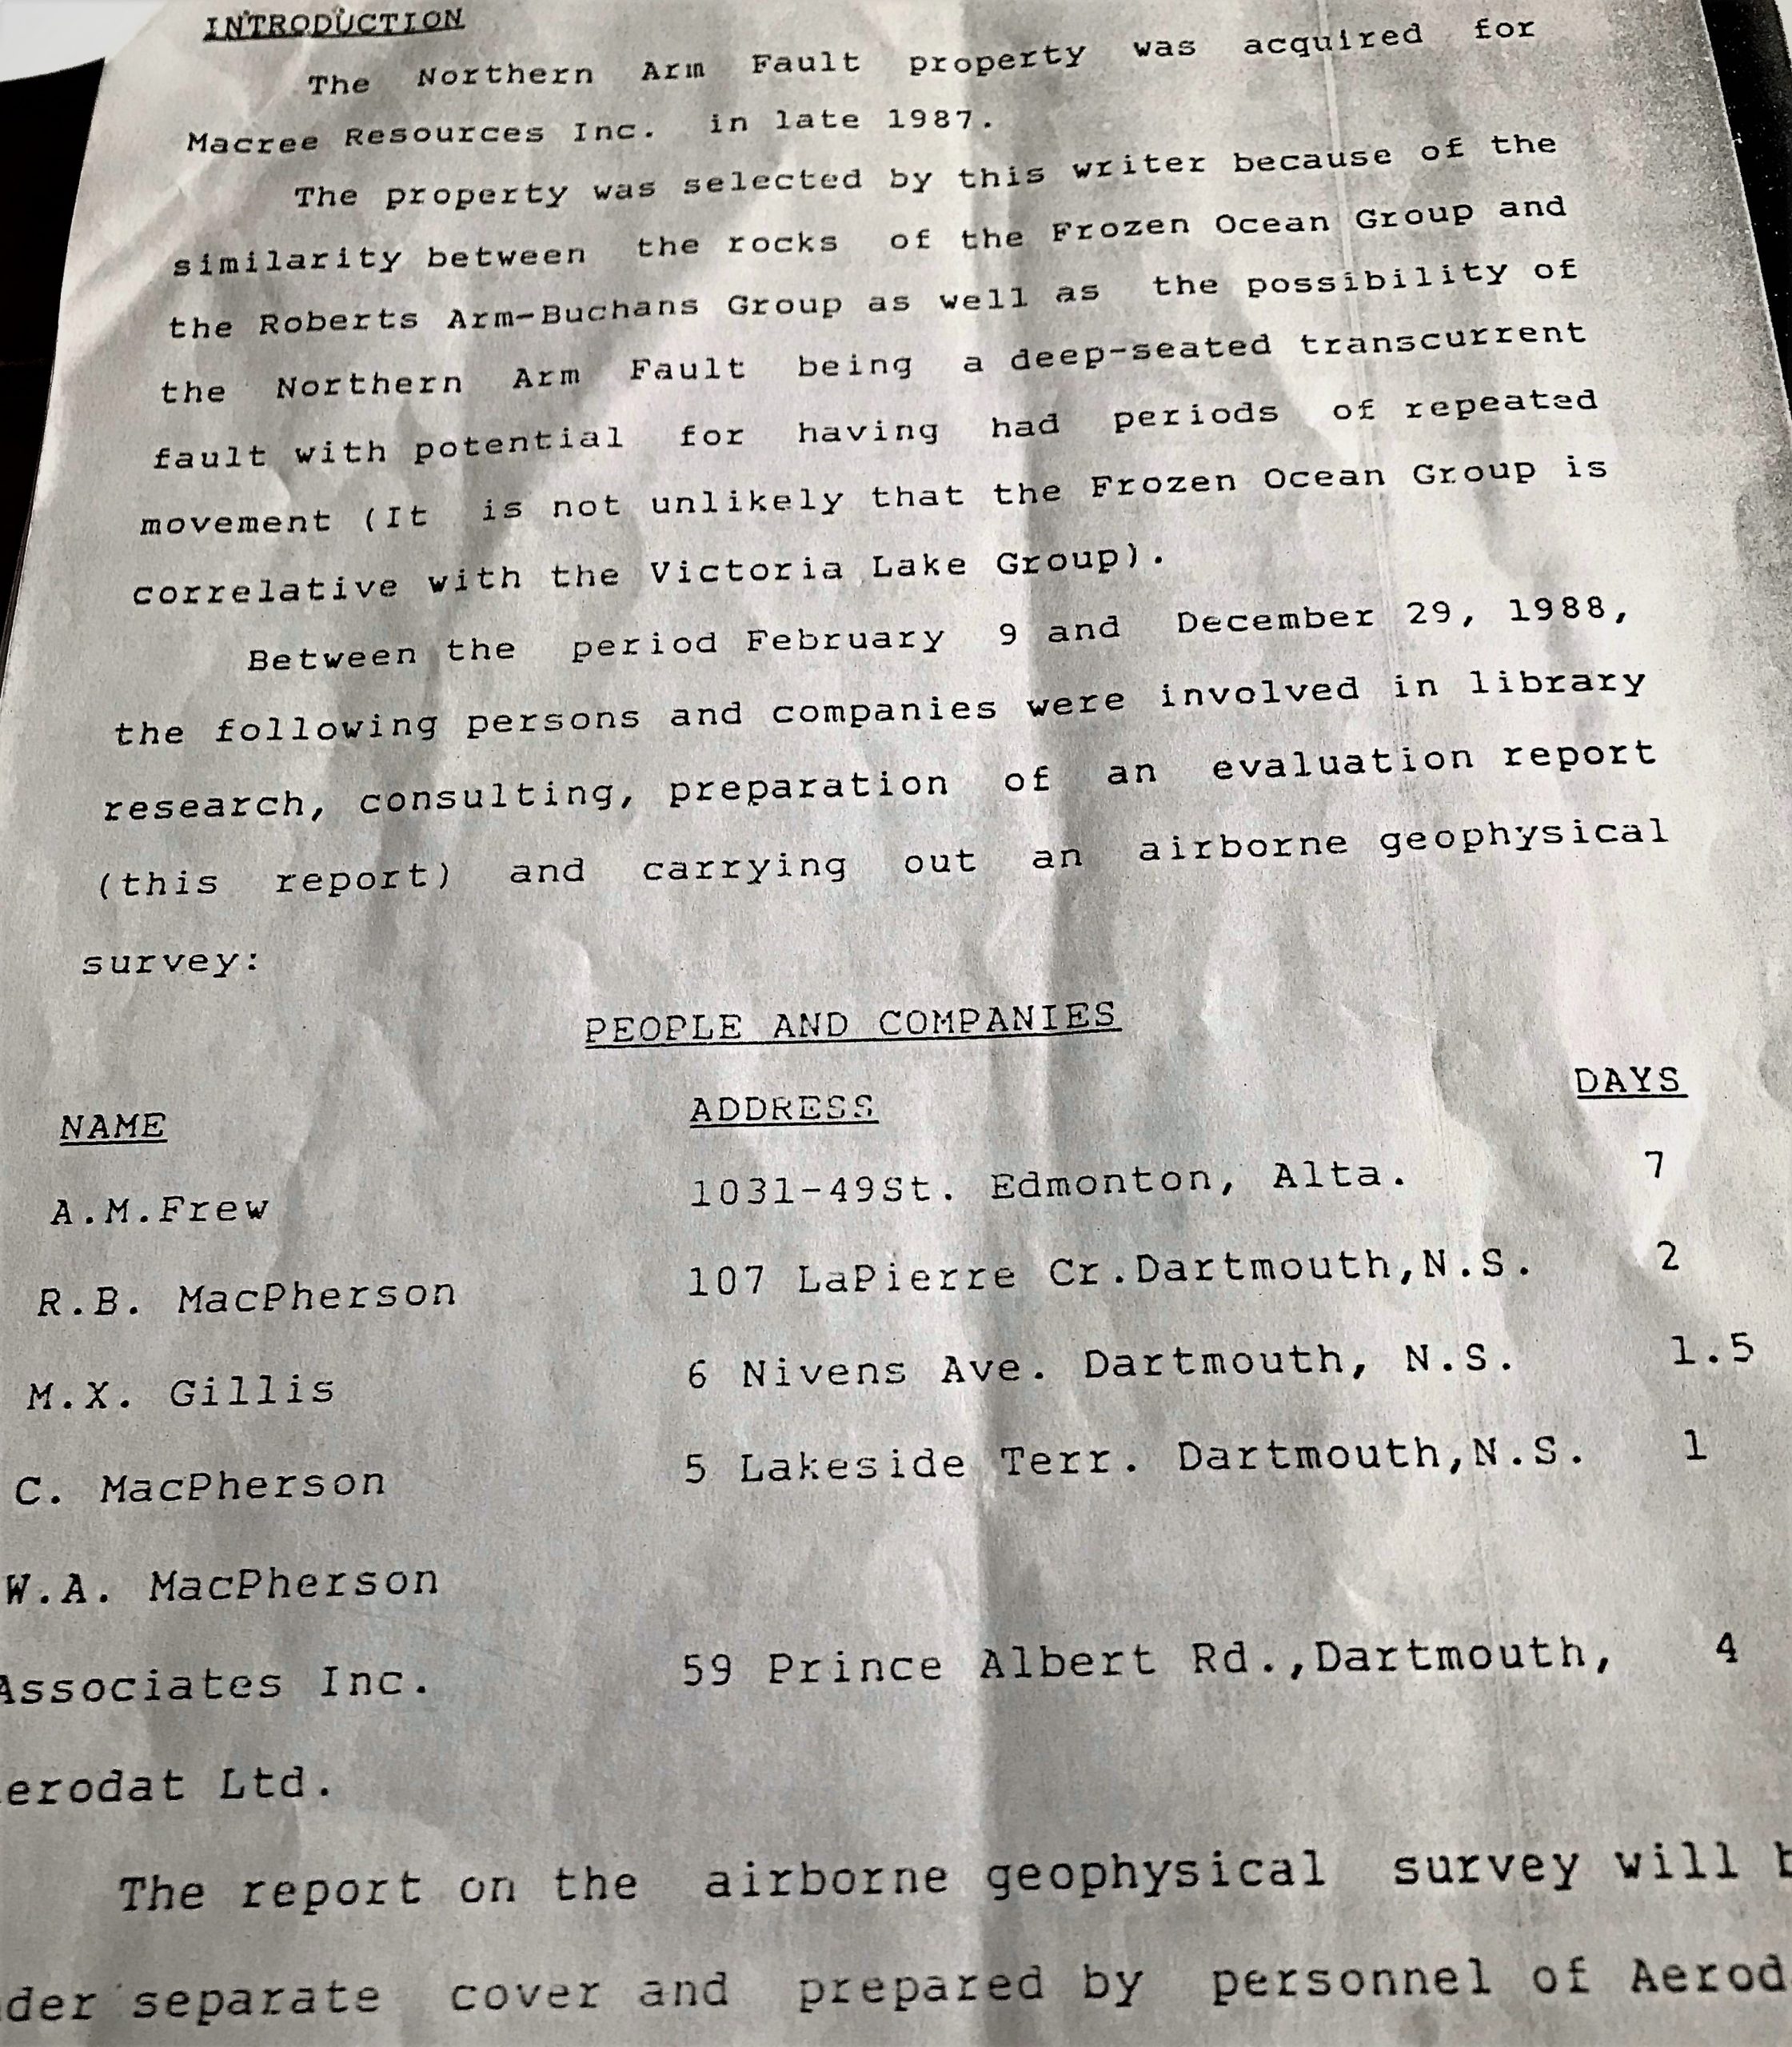 INTRODUCTION
The Northern Arm Fault property was acquired for
Macree Resources Inc. in late 1987.
The property was selected by this writer because of the
similarity between the rocks of the Frozen Ocean Group and
the Roberts Arm-Buchans Group as well as the possibility of
the Northern Arm Fault being a deep-seated transcurrent
fault with potential for having had periods of repeated
movement (It is not unlikely that the Frozen Ocean Group is
correlative with the Victoria Lake Group).
Between the period February 9 and December 29, 1988,
the following persons and companies were involved in library
research, consulting, preparation of an evaluation report
(this report) and carrying out an airborne geophysical
survey:
PEOPLE AND COMPANIES
NAME ADDRESS DAYS
A.M.Frew 1031-49St. Edmonton, Alta. 7
R.B. MacPherson 107 LaPierre Cr.Dartmouth,N.S. 2
M.X. Gillis 6 Nivens Ave. Dartmouth, N.S. 1.5
C. MacPherson 5 Lakeside Terr. Dartmouth,N.S. 1
W.A. MacPherson
Associates Inc. 59 Prince Albert Rd.,Dartmouth, 4
erodat Ltd.
The report on the airborne geophysical survey will b
der separate cover and prepared by personnel of Aerod